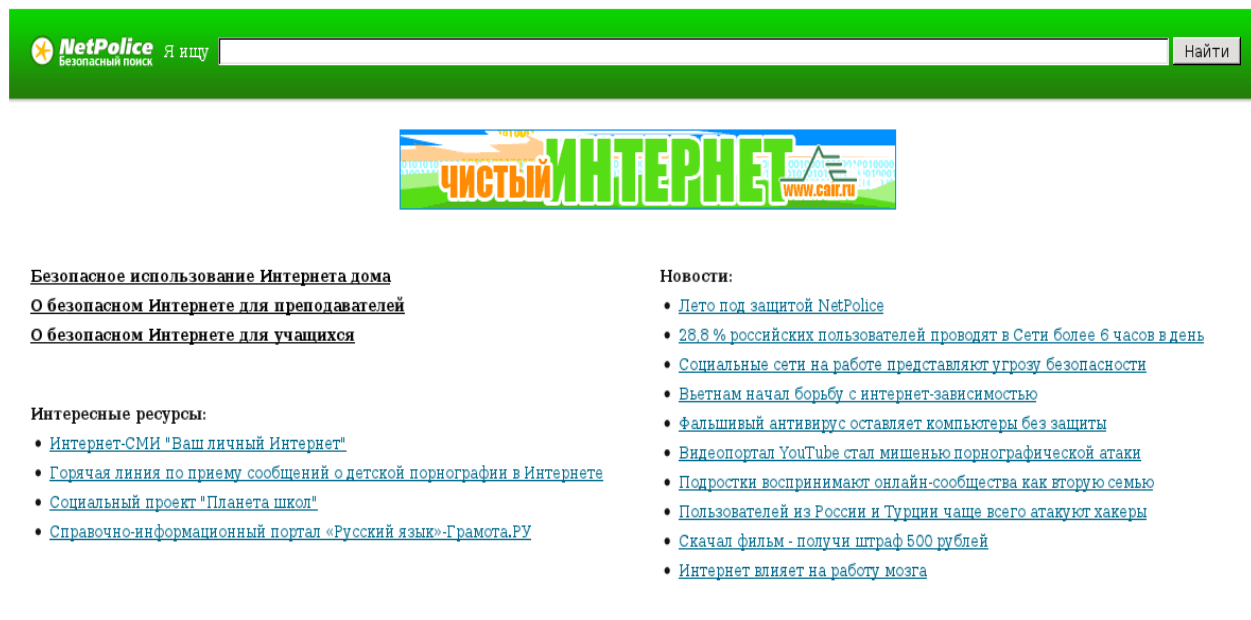 NetPolice
Безопасный поиск
Я ищу
Найти
чистый ИНТЕРНЕТ
www.cair.ru
Безопасное использование Интернета дома
О безопасном Интернете для преподавателей
О безопасном Интернете для учащихся
Интересные ресурсы:
Интернет-СМИ "Ваш личный Интернет"
Горячая линия по приему сообщений о детской порнографии в Интернете
Социальный проект "Планета школ"
Справочно-информационный портал «Русский язык»-Грамота.РУ
Новости:
Лето под защитой NetPolice
28,8 % российских пользователей проводят в Сети более 6 часов в день
Социальные сети на работе представляют угрозу безопасности
Вьетнам начал борьбу с интернет-зависимостью
Фальшивый антивирус оставляет компьютеры без защиты
Видеопортал YouTube стал мишенью порнографической атаки
Подростки воспринимают онлайн-сообщества как вторую семью
Пользователей из России и Турции чаще всего атакуют хакеры
Скачал фильм - получи штраф 500 рублей
Интернет влияет на работу мозга